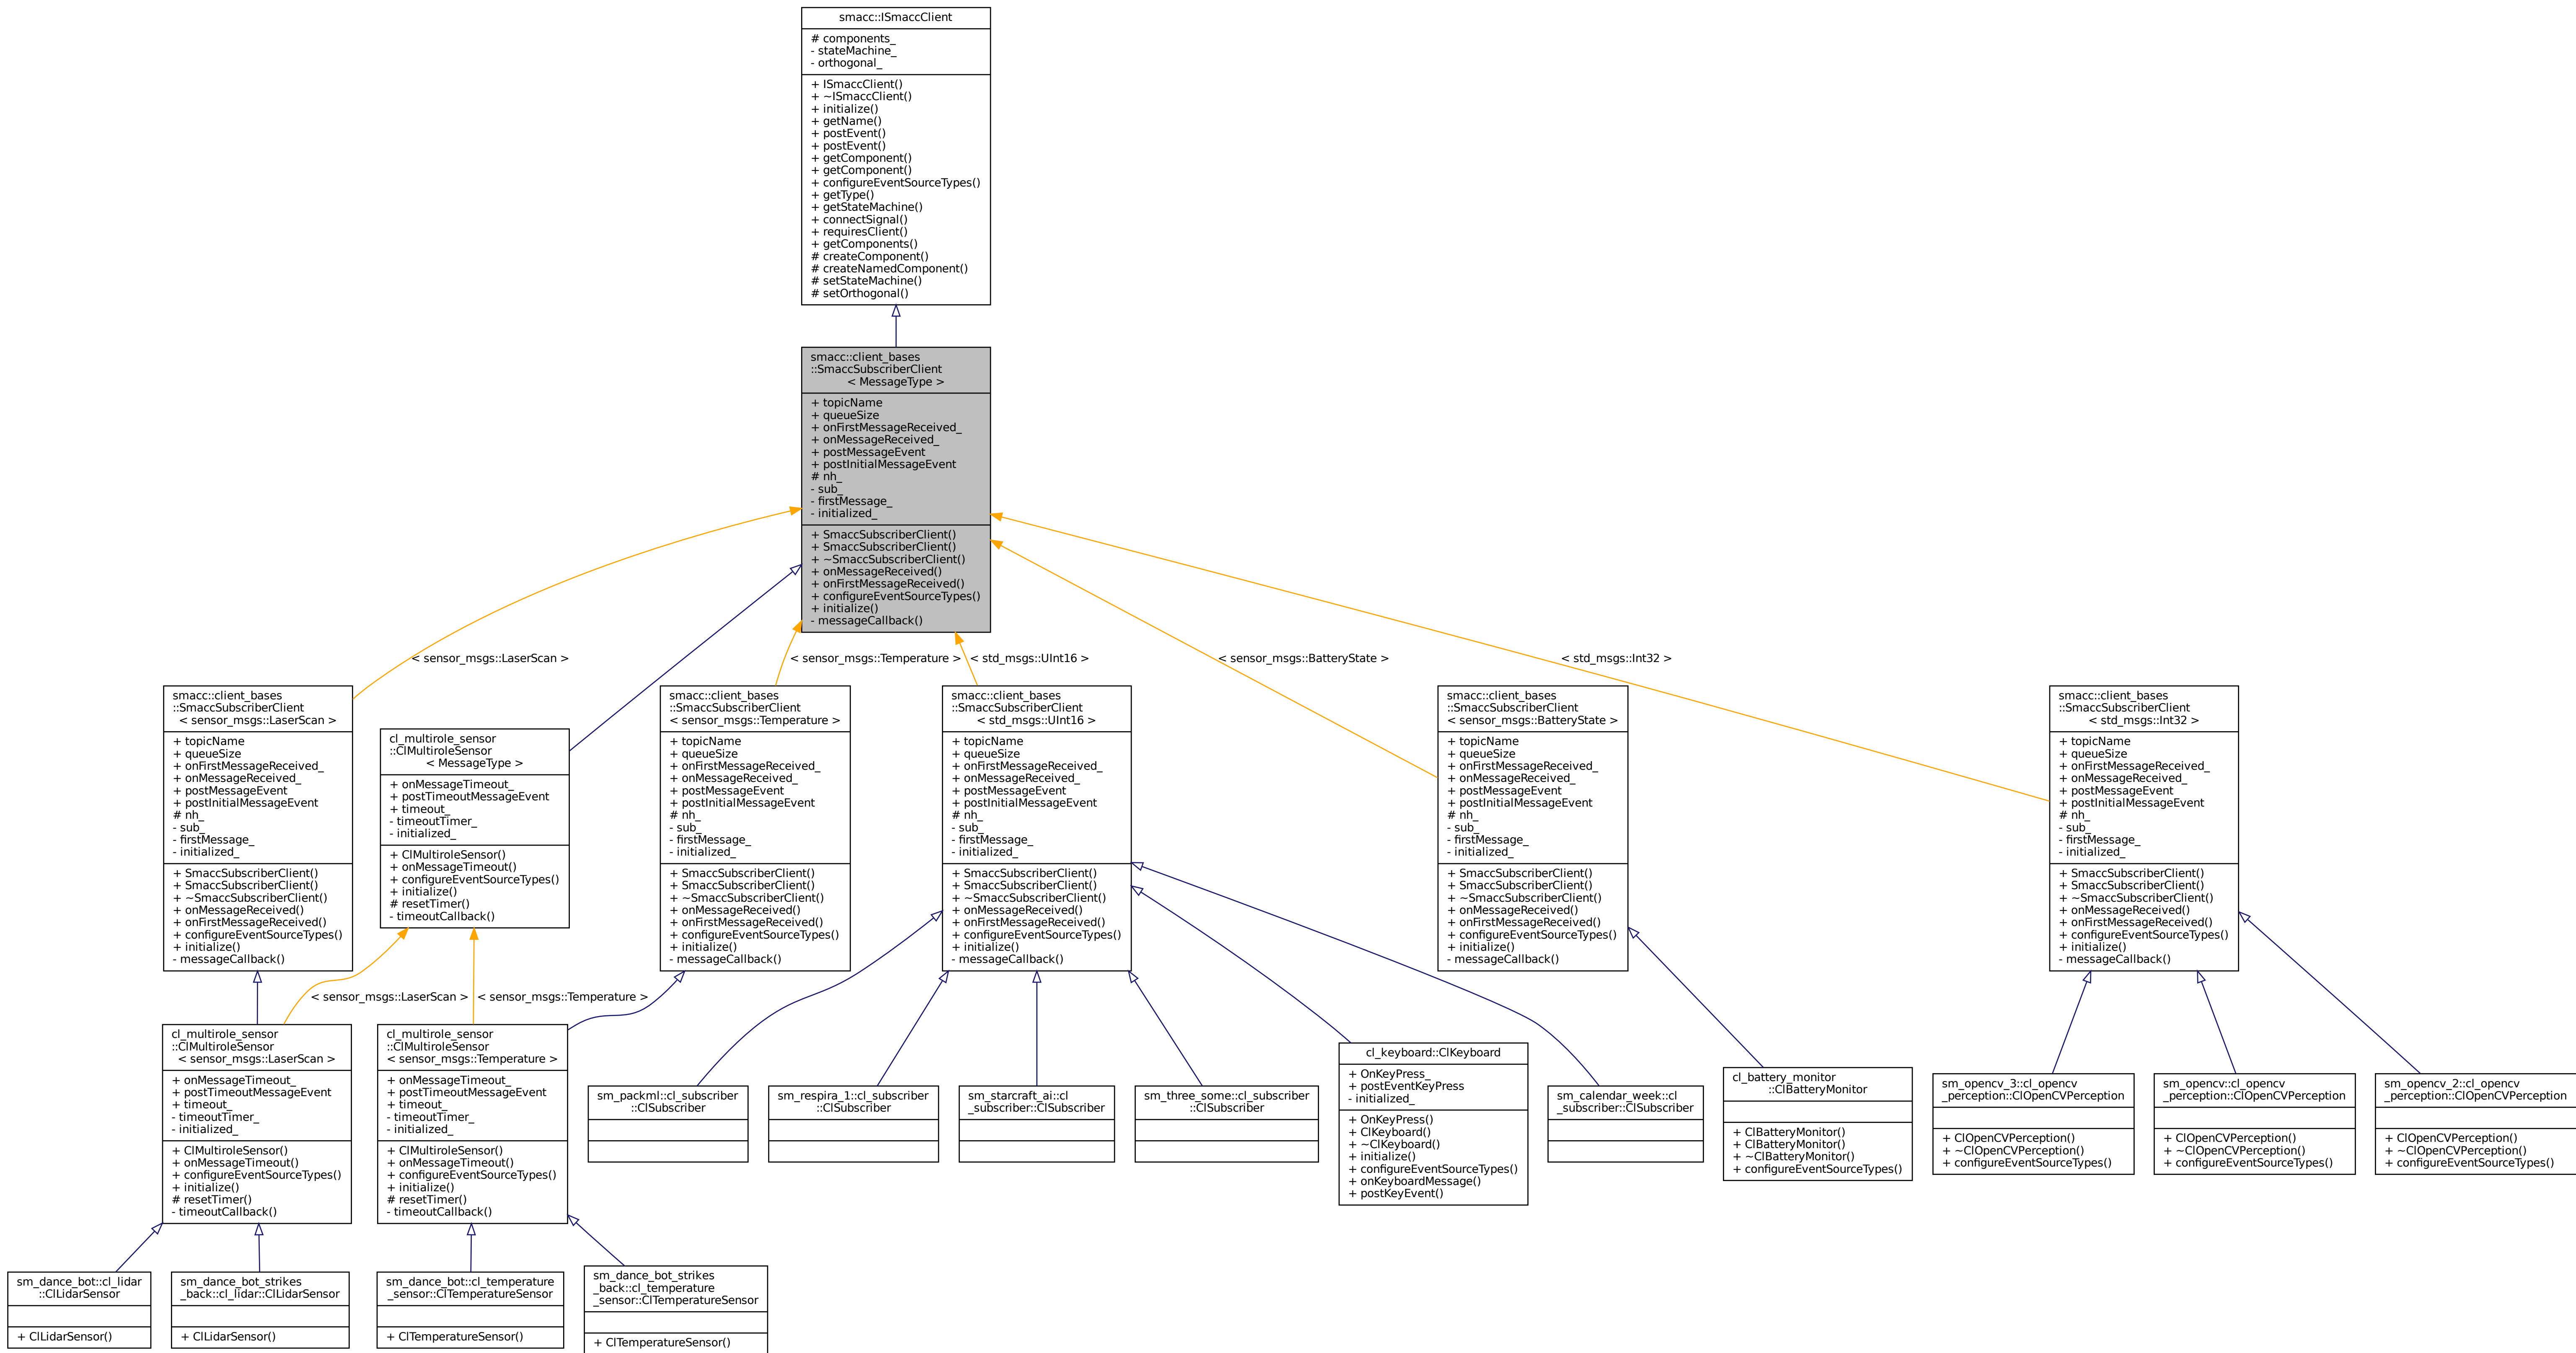 smacc::ISmaccClient
# components_
- stateMachine_
- orthogonal_
+ ISmaccClient()
+ ~ISmaccClient()
+ initialize()
+ getName()
+ postEvent()
+ postEvent()
+ getComponent()
+ getComponent()
+ configureEventSourceTypes()
+ getType()
+ getStateMachine()
+ connectSignal()
+ requiresClient()
+ getComponents()
# createComponent()
# createNamedComponent()
# setStateMachine()
# setOrthogonal()
smacc::client_bases
::SmaccSubscriberClient
< MessageType >
+ topicName
+ queueSize
+ onFirstMessageReceived_
+ onMessageReceived_
+ postMessageEvent
+ postInitialMessageEvent
# nh_
- sub_
- firstMessage_
- initialized_
+ SmaccSubscriberClient()
+ SmaccSubscriberClient()
+ ~SmaccSubscriberClient()
+ onMessageReceived()
+ onFirstMessageReceived()
+ configureEventSourceTypes()
+ initialize()
- messageCallback()
< sensor_msgs::LaserScan >
< sensor_msgs::Temperature >
< std_msgs::UInt16 >
< sensor_msgs::BatteryState >
< std_msgs::Int32 >
smacc::client_bases
::SmaccSubscriberClient
< sensor_msgs::LaserScan >
+ topicName
+ queueSize
+ onFirstMessageReceived_
+ onMessageReceived_
+ postMessageEvent
+ postInitialMessageEvent
# nh_
- sub_
- firstMessage_
- initialized_
+ SmaccSubscriberClient()
+ SmaccSubscriberClient()
+ ~SmaccSubscriberClient()
+ onMessageReceived()
+ onFirstMessageReceived()
+ configureEventSourceTypes()
+ initialize()
- messageCallback()
cl_multirole_sensor
::ClMultiroleSensor
< MessageType >
+ onMessageTimeout_
+ postTimeoutMessageEvent
+ timeout_
- timeoutTimer_
- initialized_
+ ClMultiroleSensor()
+ onMessageTimeout()
+ configureEventSourceTypes()
+ initialize()
# resetTimer()
- timeoutCallback()
smacc::client_bases
::SmaccSubscriberClient
< sensor_msgs::Temperature >
+ topicName
+ queueSize
+ onFirstMessageReceived_
+ onMessageReceived_
+ postMessageEvent
+ postInitialMessageEvent
# nh_
- sub_
- firstMessage_
- initialized_
+ SmaccSubscriberClient()
+ SmaccSubscriberClient()
+ ~SmaccSubscriberClient()
+ onMessageReceived()
+ onFirstMessageReceived()
+ configureEventSourceTypes()
+ initialize()
- messageCallback()
smacc::client_bases
::SmaccSubscriberClient
< std_msgs::UInt16 >
+ topicName
+ queueSize
+ onFirstMessageReceived_
+ onMessageReceived_
+ postMessageEvent
+ postInitialMessageEvent
# nh_
- sub_
- firstMessage_
- initialized_
+ SmaccSubscriberClient()
+ SmaccSubscriberClient()
+ ~SmaccSubscriberClient()
+ onMessageReceived()
+ onFirstMessageReceived()
+ configureEventSourceTypes()
+ initialize()
- messageCallback()
smacc::client_bases
::SmaccSubscriberClient
< sensor_msgs::BatteryState >
+ topicName
+ queueSize
+ onFirstMessageReceived_
+ onMessageReceived_
+ postMessageEvent
+ postInitialMessageEvent
# nh_
- sub_
- firstMessage_
- initialized_
+ SmaccSubscriberClient()
+ SmaccSubscriberClient()
+ ~SmaccSubscriberClient()
+ onMessageReceived()
+ onFirstMessageReceived()
+ configureEventSourceTypes()
+ initialize()
- messageCallback()
smacc::client_bases
::SmaccSubscriberClient
< std_msgs::Int32 >
+ topicName
+ queueSize
+ onFirstMessageReceived_
+ onMessageReceived_
+ postMessageEvent
+ postInitialMessageEvent
# nh_
- sub_
- firstMessage_
- initialized_
+ SmaccSubscriberClient()
+ SmaccSubscriberClient()
+ ~SmaccSubscriberClient()
+ onMessageReceived()
+ onFirstMessageReceived()
+ configureEventSourceTypes()
+ initialize()
- messageCallback()
< sensor_msgs::LaserScan >
< sensor_msgs::Temperature >
cl_multirole_sensor
::ClMultiroleSensor
< sensor_msgs::LaserScan >
+ onMessageTimeout_
+ postTimeoutMessageEvent
+ timeout_
- timeoutTimer_
- initialized_
+ ClMultiroleSensor()
+ onMessageTimeout()
+ configureEventSourceTypes()
+ initialize()
# resetTimer()
- timeoutCallback()
cl_multirole_sensor
::ClMultiroleSensor
< sensor_msgs::Temperature >
+ onMessageTimeout_
+ postTimeoutMessageEvent
+ timeout_
- timeoutTimer_
- initialized_
+ ClMultiroleSensor()
+ onMessageTimeout()
+ configureEventSourceTypes()
+ initialize()
# resetTimer()
- timeoutCallback()
sm_packml::cl_subscriber
::ClSubscriber
sm_respira_1::cl_subscriber
::ClSubscriber
sm_starcraft_ai::cl
_subscriber::ClSubscriber
sm_three_some::cl_subscriber
::ClSubscriber
cl_keyboard::ClKeyboard
+ OnKeyPress_
+ postEventKeyPress
- initialized_
+ OnKeyPress()
+ ClKeyboard()
+ ~ClKeyboard()
+ initialize()
+ configureEventSourceTypes()
+ onKeyboardMessage()
+ postKeyEvent()
sm_calendar_week::cl
_subscriber::ClSubscriber
cl_battery_monitor
::ClBatteryMonitor
+ ClBatteryMonitor()
+ ClBatteryMonitor()
+ ~ClBatteryMonitor()
+ configureEventSourceTypes()
sm_opencv_3::cl_opencv
_perception::ClOpenCVPerception
+ ClOpenCVPerception()
+ ~ClOpenCVPerception()
+ configureEventSourceTypes()
sm_opencv::cl_opencv
_perception::ClOpenCVPerception
+ ClOpenCVPerception()
+ ~ClOpenCVPerception()
+ configureEventSourceTypes()
sm_opencv_2::cl_opencv
_perception::ClOpenCVPerception
+ ClOpenCVPerception()
+ ~ClOpenCVPerception()
+ configureEventSourceTypes()
sm_dance_bot::cl_lidar
::ClLidarSensor
+ ClLidarSensor()
sm_dance_bot_strikes
_back::cl_lidar::ClLidarSensor
+ ClLidarSensor()
sm_dance_bot::cl_temperature
_sensor::ClTemperatureSensor
+ ClTemperatureSensor()
sm_dance_bot_strikes
_back::cl_temperature
_sensor::ClTemperatureSensor
+ ClTemperatureSensor()